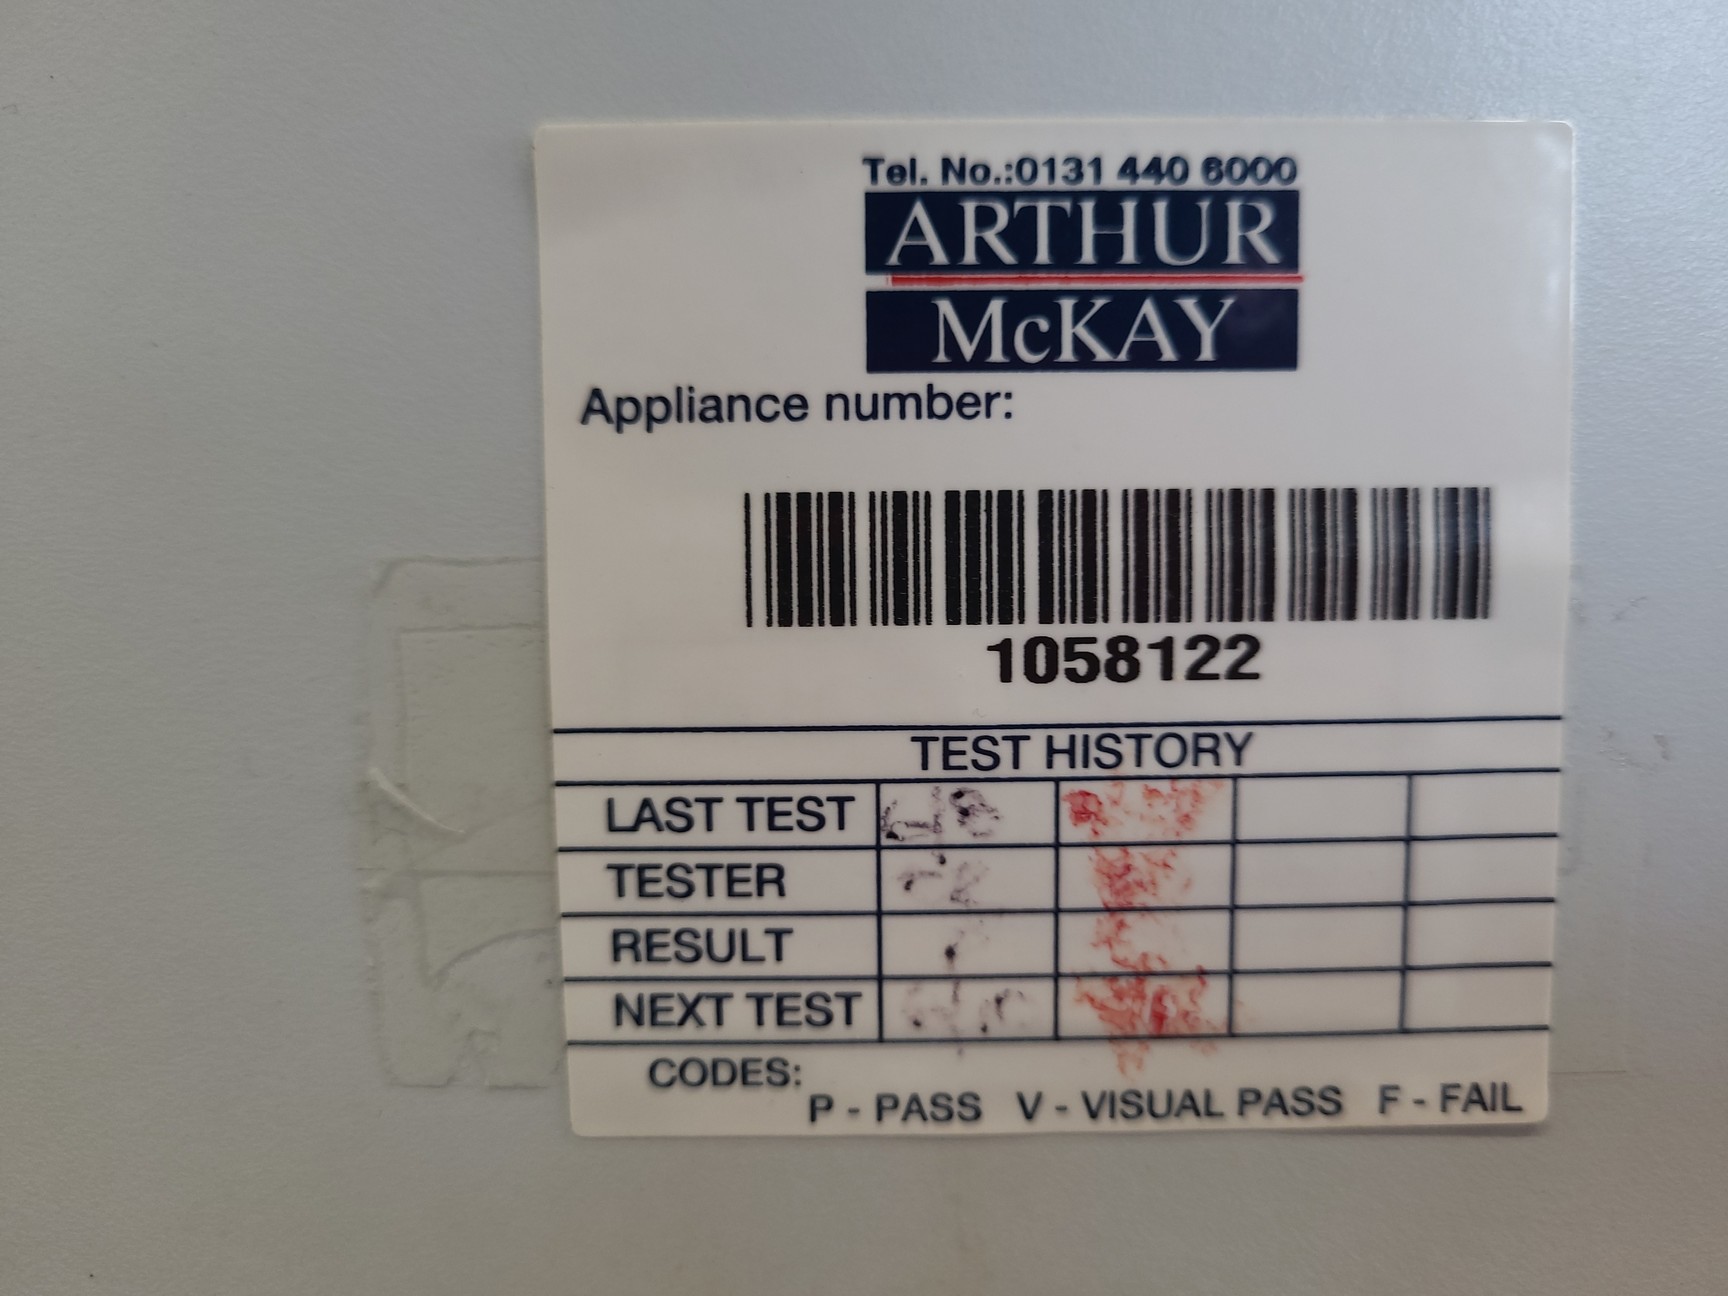 Tel. No.:0131 440 6000
ARTHUR
McKAY
Appliance number:
1058122
TEST HISTORY
LAST TEST
TESTER
RESULT
NEXT TEST
CODES:
P - PASS V - VISUAL PASS F - FAIL